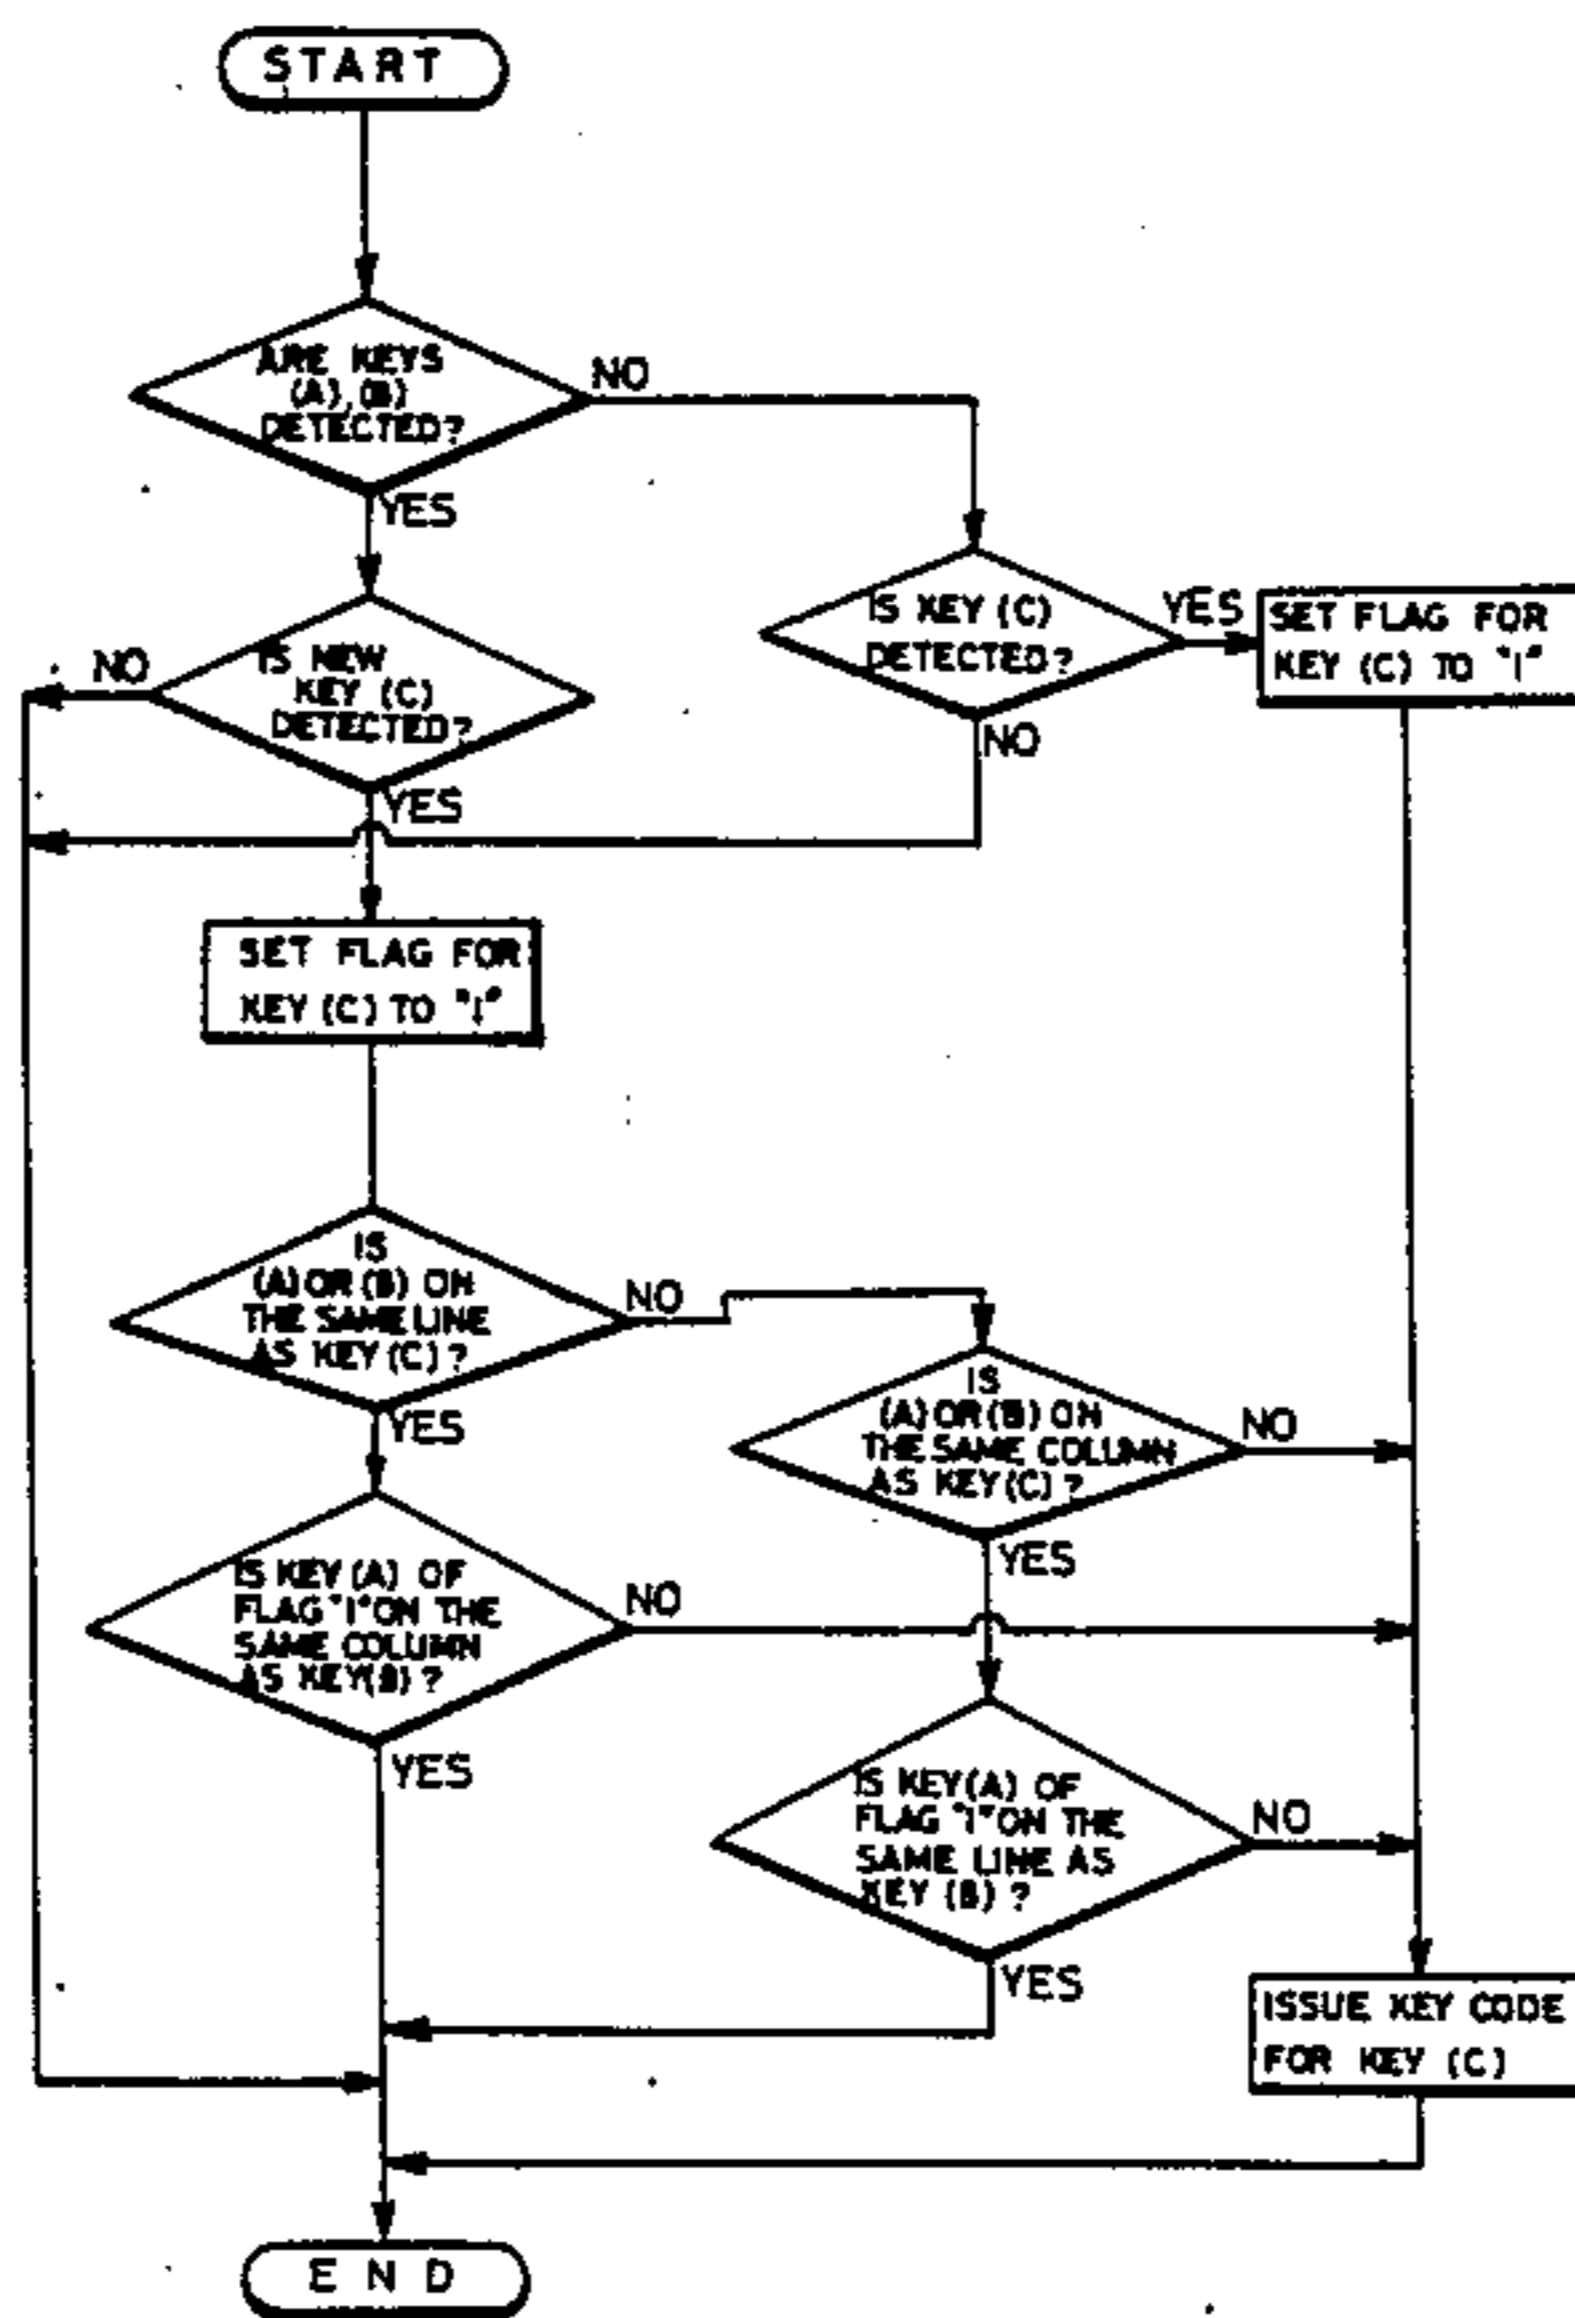 START
ARE KEYS
(A),(B)
DETECTED?
NO
YES
IS KEY (C)
DETECTED?
YES
NO
SET FLAG FOR
KEY (C) TO "1"
IS NEW
KEY (C)
DETECTED?
NO
YES
SET FLAG FOR
KEY (C) TO "1"
IS
(A) OR (B) ON
THE SAME LINE
AS KEY (C)?
NO
YES
IS
(A) OR (B) ON
THE SAME COLUMN
AS KEY (C)?
NO
YES
IS KEY (A) OF
FLAG "1" ON THE
SAME COLUMN
AS KEY (B)?
NO
YES
IS KEY (A) OF
FLAG "1" ON THE
SAME LINE AS
KEY (B)?
NO
YES
ISSUE KEY CODE
FOR KEY (C)
END